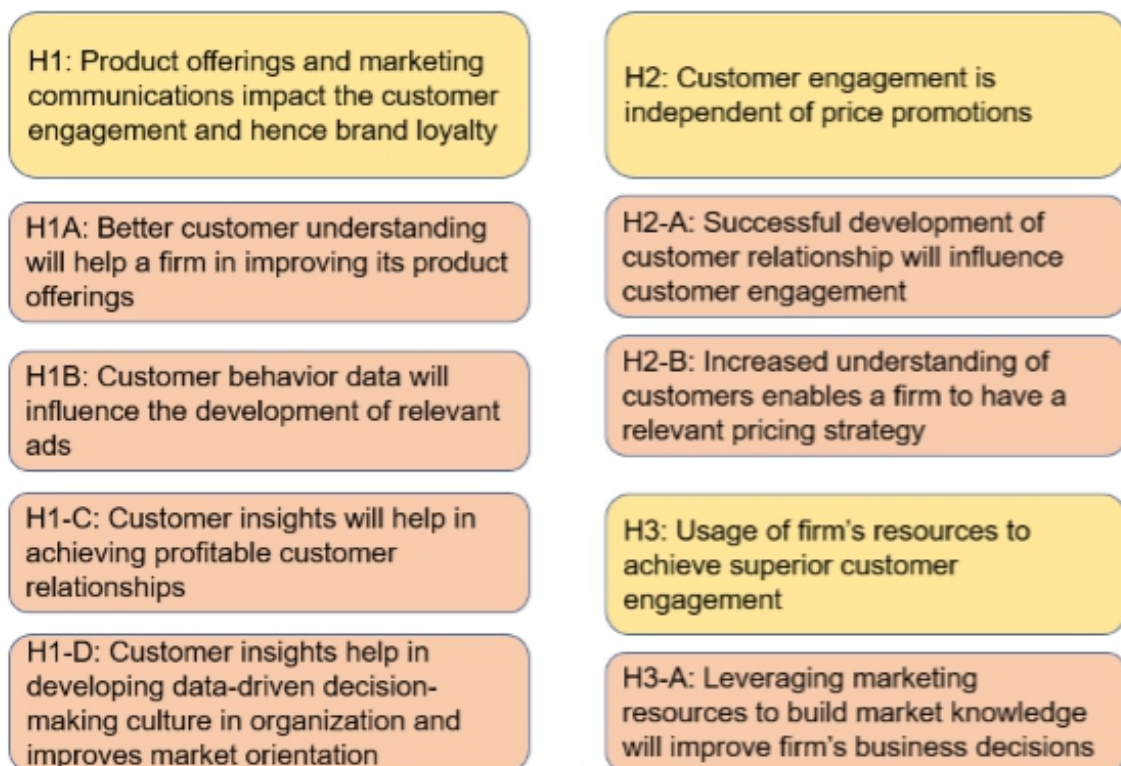 H1: Product offerings and marketing
communications impact the customer
engagement and hence brand loyalty
H1A: Better customer understanding
will help a firm in improving its product
offerings
H1B: Customer behavior data will
influence the development of relevant
ads
H1-C: Customer insights will help in
achieving profitable customer
relationships
H1-D: Customer insights help in
developing data-driven decision-
making culture in organization and
improves market orientation
H2: Customer engagement is
independent of price promotions
H2-A: Successful development of
customer relationship will influence
customer engagement
H2-B: Increased understanding of
customers enables a firm to have a
relevant pricing strategy
H3: Usage of firm's resources to
achieve superior customer
engagement
H3-A: Leveraging marketing
resources to build market knowledge
will improve firm's business decisions